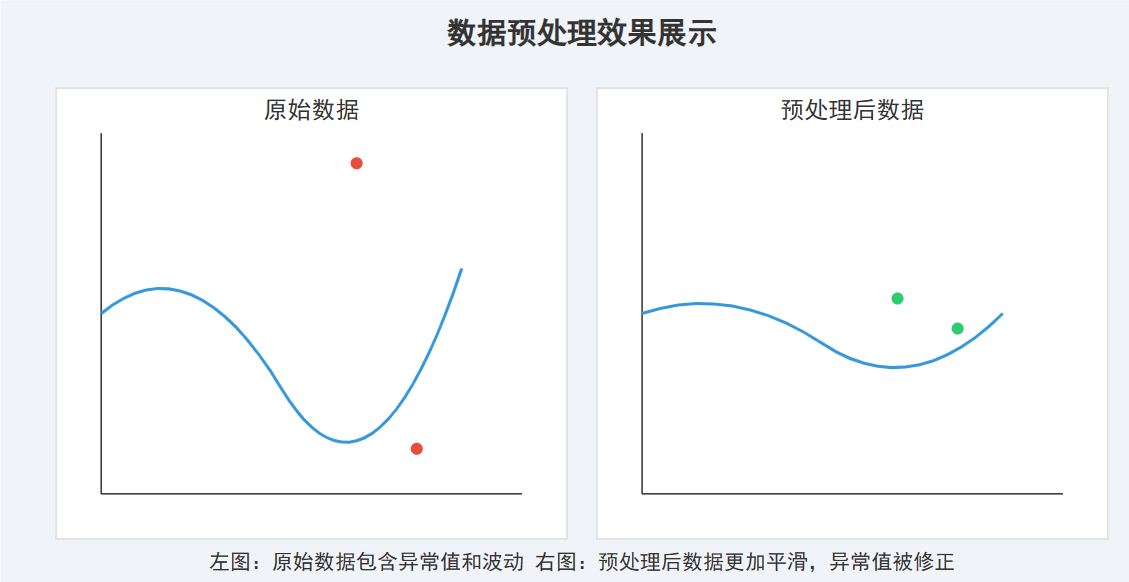 数据预处理效果展示
原始数据
预处理后数据
左图：原始数据包含异常值和波动 右图：预处理后数据更加平滑，异常值被修正